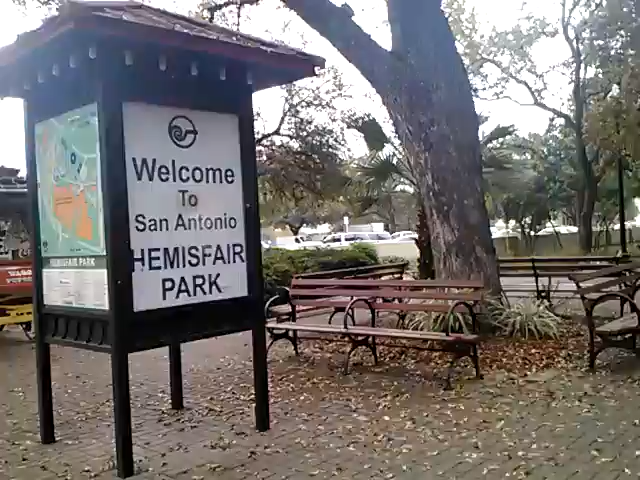 Welcome
To
San Antonio
HEMISFAIR
PARK
HEMISFAIR PARK